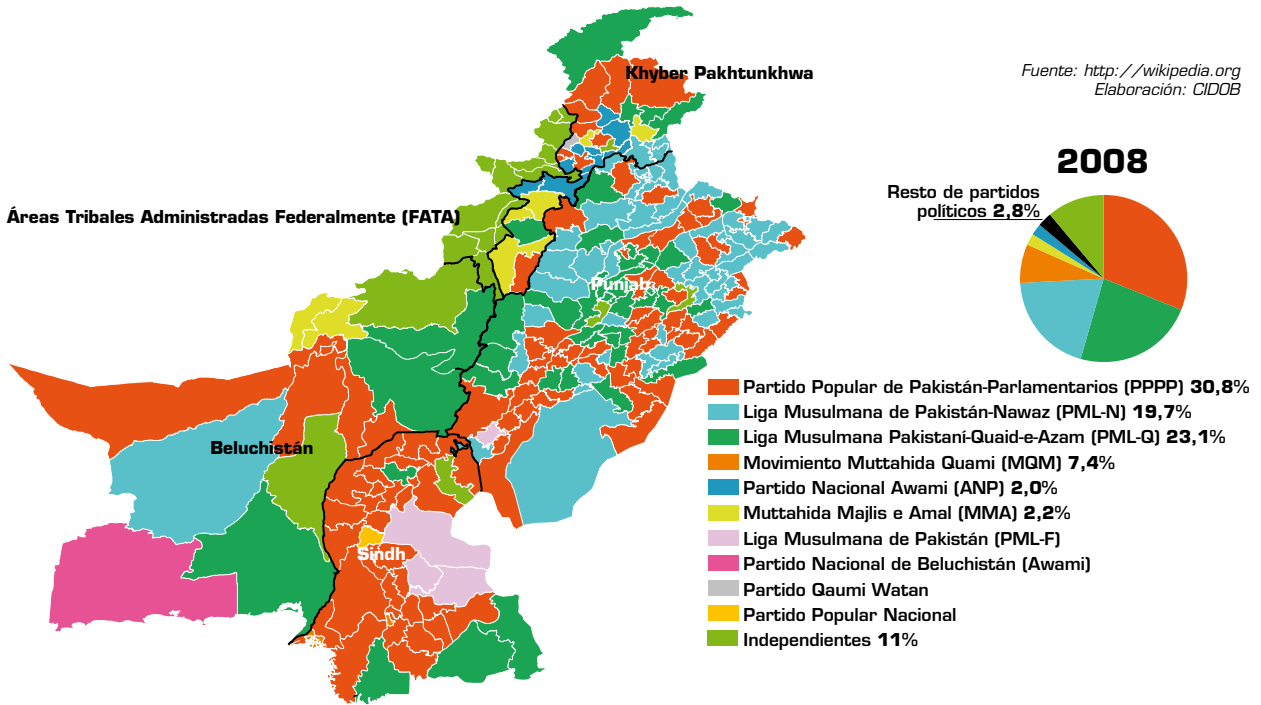 Khyber Pakhtunkhwa
Fuente: http://wikipedia.org
Elaboración: CIDOB
2008
Resto de partidos
políticos 2,8%
Áreas Tribales Administradas Federalmente (FATA)
Punjab
Beluchistán
Sindh
Partido Popular de Pakistán-Parlamentarios (PPPP) 30,8%
Liga Musulmana de Pakistán-Nawaz (PML-N) 19,7%
Liga Musulmana Pakistaní-Quaid-e-Azam (PML-Q) 23,1%
Movimiento Muttahida Quami (MQM) 7,4%
Partido Nacional Awami (ANP) 2,0%
Muttahida Majlis e Amal (MMA) 2,2%
Liga Musulmana de Pakistán (PML-F)
Partido Nacional de Beluchistán (Awami)
Partido Qaumi Watan
Partido Popular Nacional
Independientes 11%